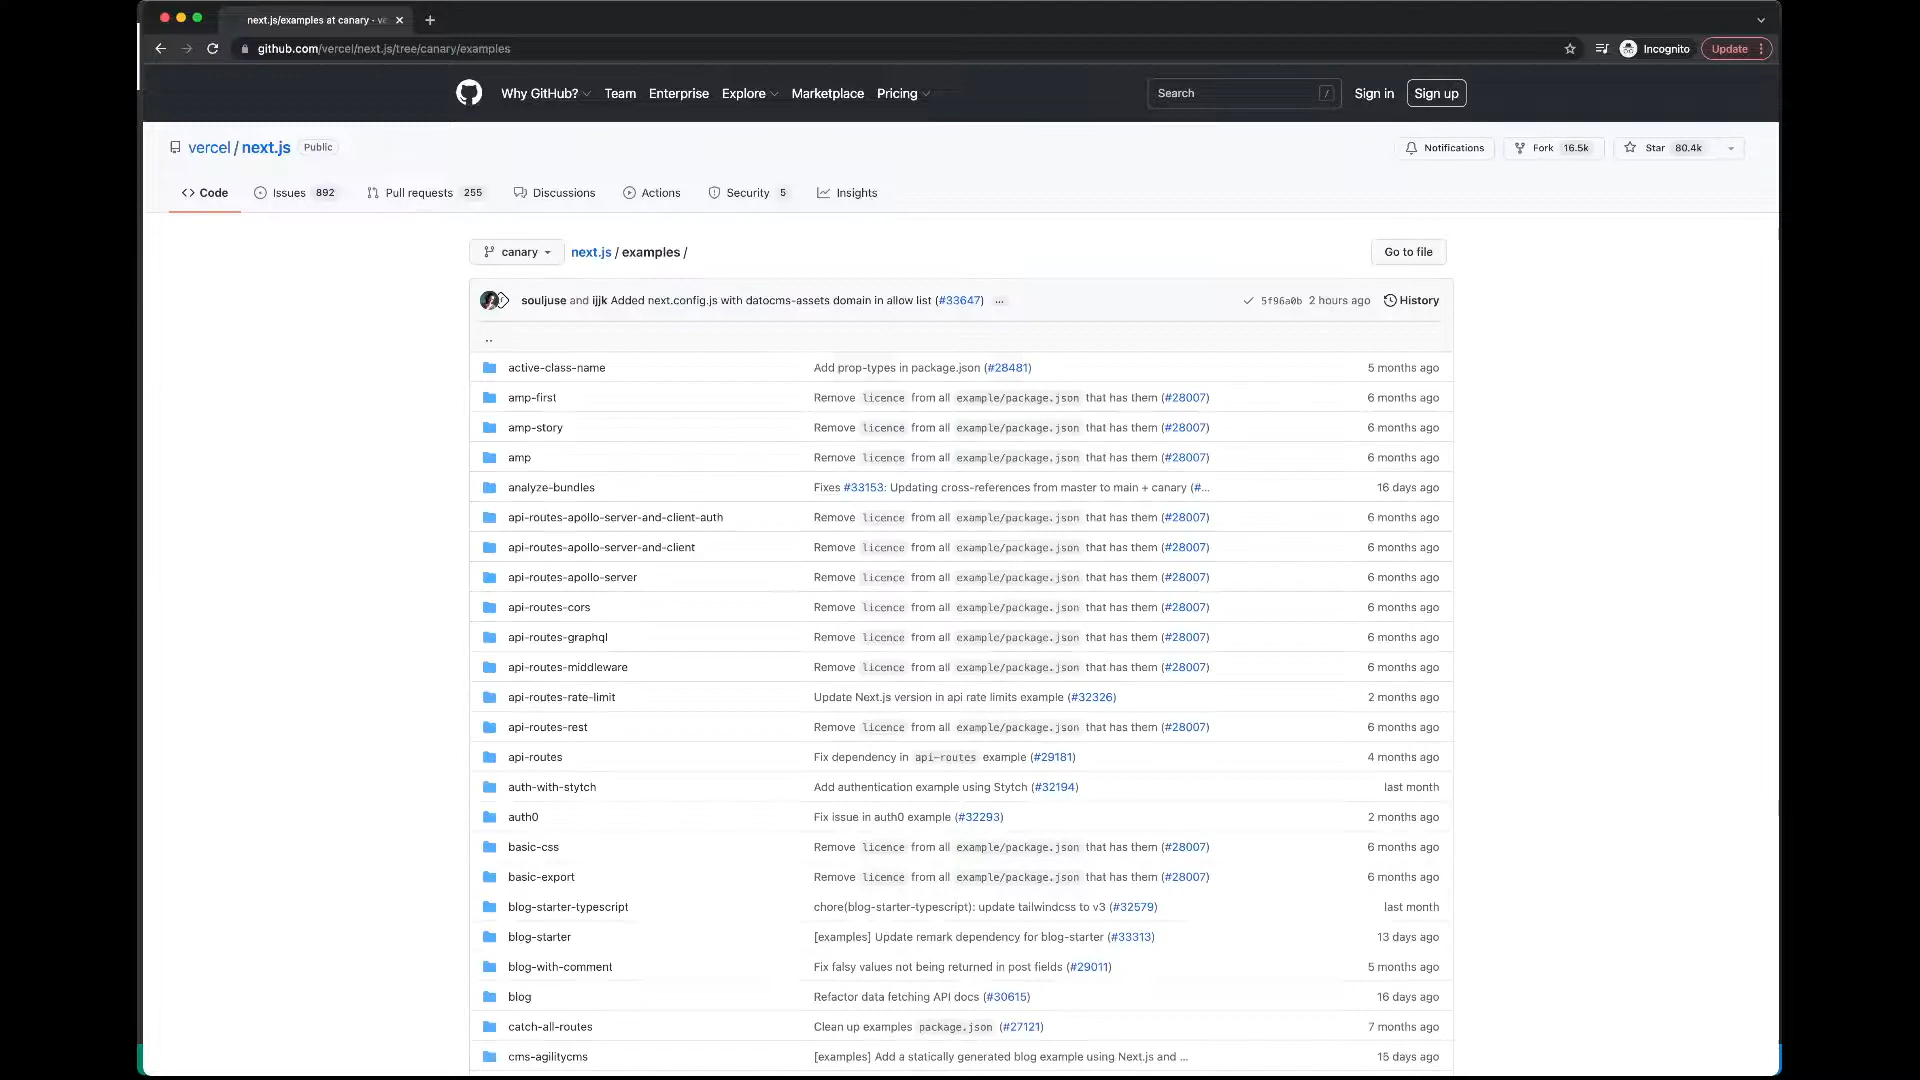 next.js/examples at canary · ve
github.com/vercel/next.js/tree/canary/examples
Incognito
Update
Why GitHub?
Team
Enterprise
Explore
Marketplace
Pricing
Search
/
Sign in
Sign up
vercel / next.js Public
Notifications
Fork 16.5k
Star 80.4k
Code
Issues 892
Pull requests 255
Discussions
Actions
Security 5
Insights
canary
next.js / examples /
Go to file
souljuse and ijjk Added next.config.js with datocms-assets domain in allow list (#33647) ...
5f96a0b 2 hours ago
History
..
active-class-name Add prop-types in package.json (#28481) 5 months ago
amp-first Remove licence from all example/package.json that has them (#28007) 6 months ago
amp-story Remove licence from all example/package.json that has them (#28007) 6 months ago
amp Remove licence from all example/package.json that has them (#28007) 6 months ago
analyze-bundles Fixes #33153: Updating cross-references from master to main + canary (#... 16 days ago
api-routes-apollo-server-and-client-auth Remove licence from all example/package.json that has them (#28007) 6 months ago
api-routes-apollo-server-and-client Remove licence from all example/package.json that has them (#28007) 6 months ago
api-routes-apollo-server Remove licence from all example/package.json that has them (#28007) 6 months ago
api-routes-cors Remove licence from all example/package.json that has them (#28007) 6 months ago
api-routes-graphql Remove licence from all example/package.json that has them (#28007) 6 months ago
api-routes-middleware Remove licence from all example/package.json that has them (#28007) 6 months ago
api-routes-rate-limit Update Next.js version in api rate limits example (#32326) 2 months ago
api-routes-rest Remove licence from all example/package.json that has them (#28007) 6 months ago
api-routes Fix dependency in api-routes example (#29181) 4 months ago
auth-with-stytch Add authentication example using Stytch (#32194) last month
auth0 Fix issue in auth0 example (#32293) 2 months ago
basic-css Remove licence from all example/package.json that has them (#28007) 6 months ago
basic-export Remove licence from all example/package.json that has them (#28007) 6 months ago
blog-starter-typescript chore(blog-starter-typescript): update tailwindcss to v3 (#32579) last month
blog-starter [examples] Update remark dependency for blog-starter (#33313) 13 days ago
blog-with-comment Fix falsy values not being returned in post fields (#29011) 5 months ago
blog Refactor data fetching API docs (#30615) 16 days ago
catch-all-routes Clean up examples package.json (#27121) 7 months ago
cms-agilitycms [examples] Add a statically generated blog example using Next.js and ... 15 days ago